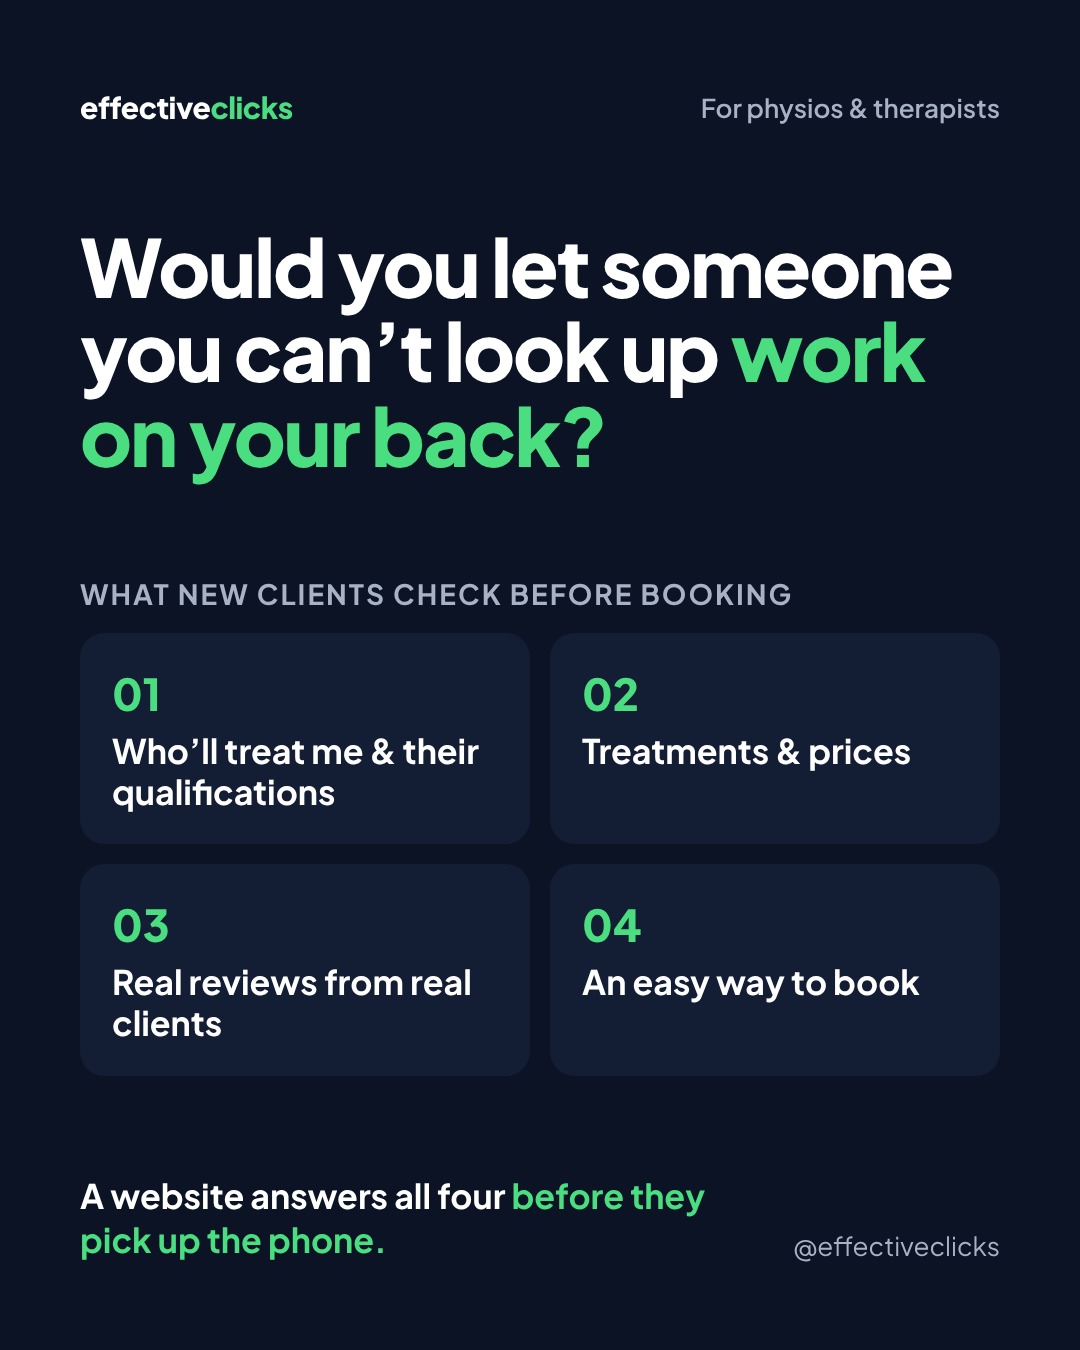 effectiveclicks
For physios & therapists
Would you let someone
you can’t look up work
on your back?
WHAT NEW CLIENTS CHECK BEFORE BOOKING
01
Who’ll treat me & their
qualifications
02
Treatments & prices
03
Real reviews from real
clients
04
An easy way to book
A website answers all four before they
pick up the phone.
@effectiveclicks